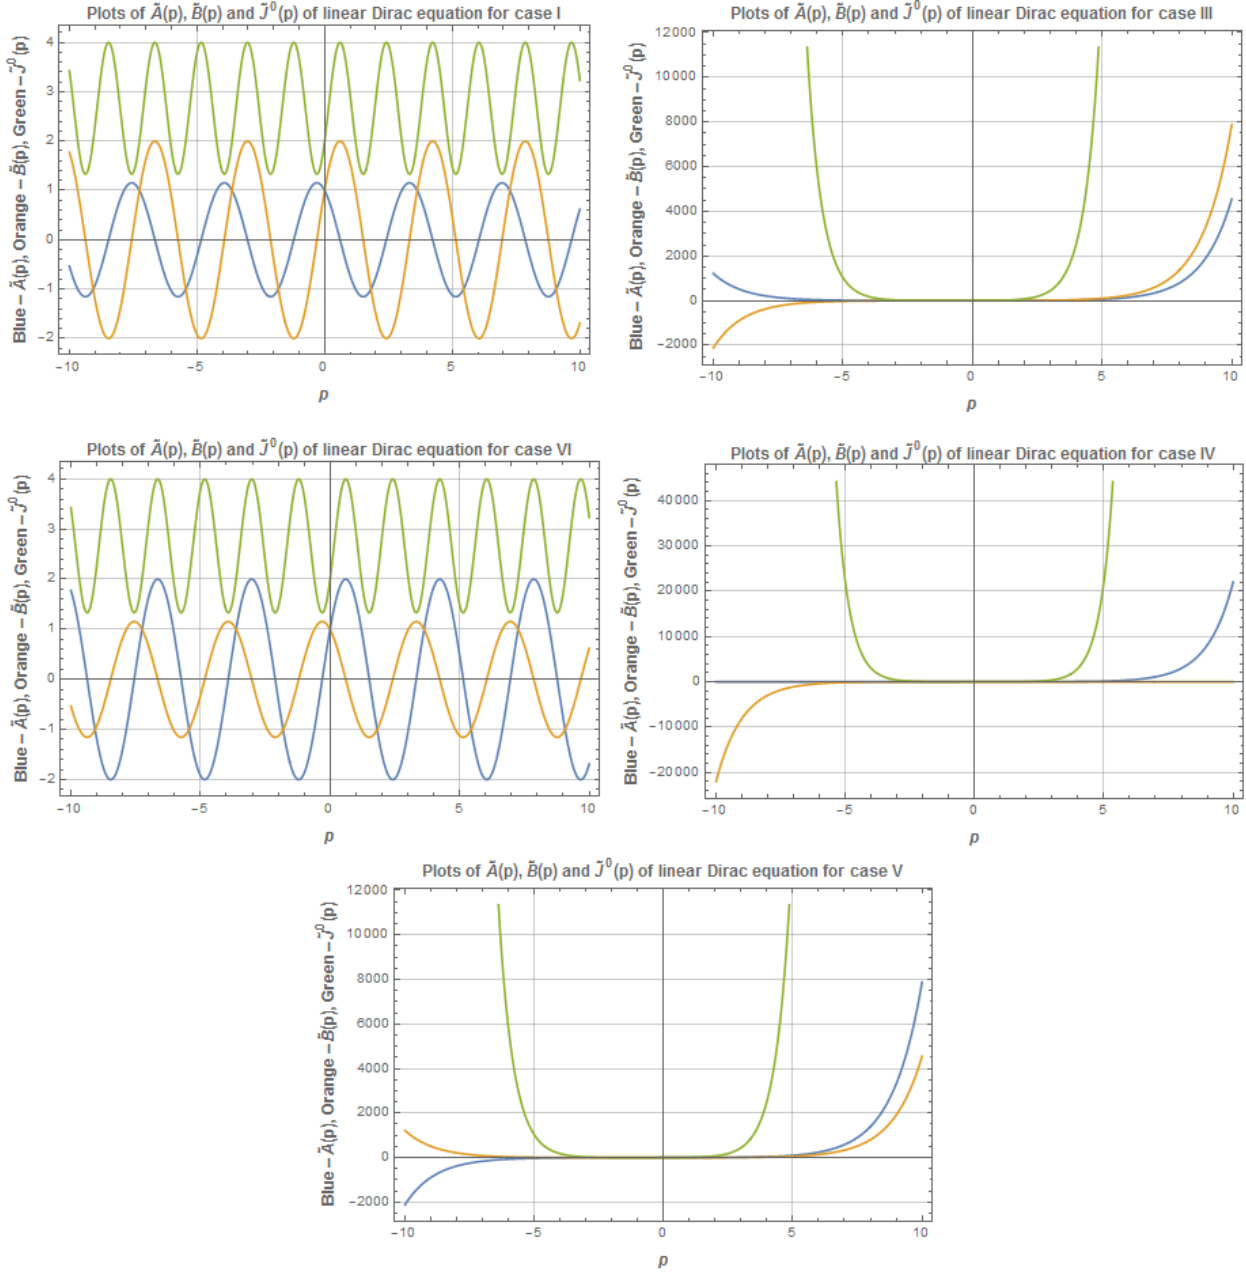 Plots of Ã(p), B̃(p) and J̃⁰(p) of linear Dirac equation for case I
Blue – Ã(p), Orange – B̃(p), Green – J̃⁰(p)
4
3
2
1
0
−1
−2
−10 −5 0 5 10
p
Plots of Ã(p), B̃(p) and J̃⁰(p) of linear Dirac equation for case III
Blue – Ã(p), Orange – B̃(p), Green – J̃⁰(p)
12000
10000
8000
6000
4000
2000
0
−2000
−10 −5 0 5 10
p
Plots of Ã(p), B̃(p) and J̃⁰(p) of linear Dirac equation for case VI
Blue – Ã(p), Orange – B̃(p), Green – J̃⁰(p)
4
3
2
1
0
−1
−2
−10 −5 0 5 10
p
Plots of Ã(p), B̃(p) and J̃⁰(p) of linear Dirac equation for case IV
Blue – Ã(p), Orange – B̃(p), Green – J̃⁰(p)
40000
30000
20000
10000
0
−10000
−20000
−10 −5 0 5 10
p
Plots of Ã(p), B̃(p) and J̃⁰(p) of linear Dirac equation for case V
Blue – Ã(p), Orange – B̃(p), Green – J̃⁰(p)
12000
10000
8000
6000
4000
2000
0
−2000
−10 −5 0 5 10
p